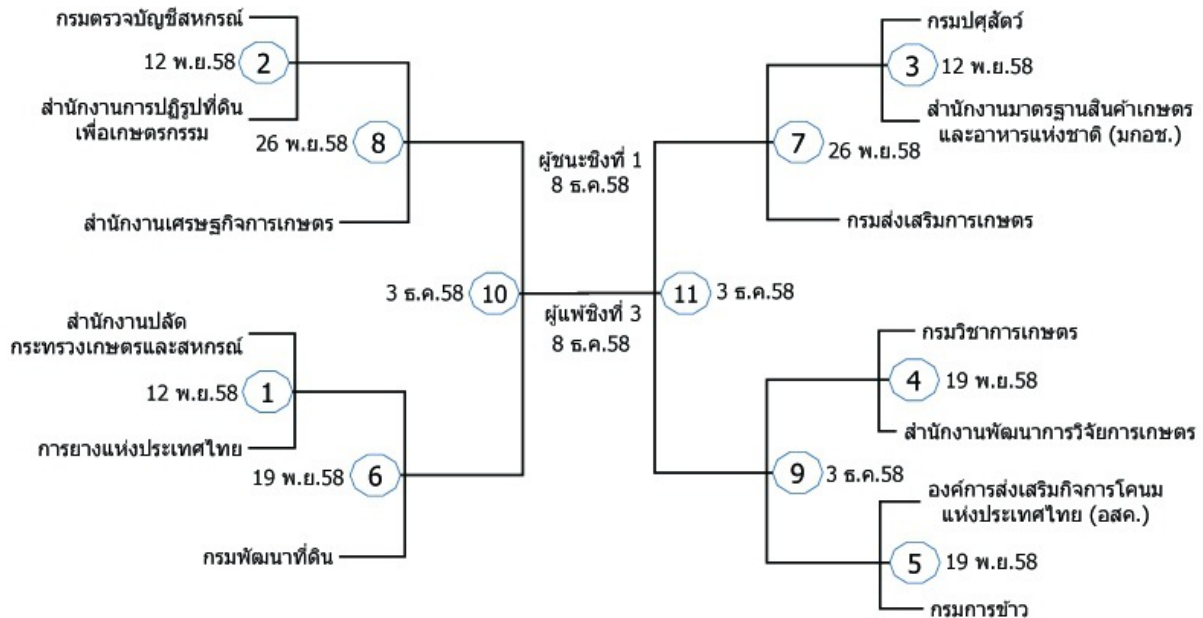 กรมตรวจบัญชีสหกรณ์
12 พ.ย.58
2
สำนักงานการปฏิรูปที่ดิน
เพื่อเกษตรกรรม
26 พ.ย.58
8
สำนักงานเศรษฐกิจการเกษตร
3 ธ.ค.58
10
สำนักงานปลัด
กระทรวงเกษตรและสหกรณ์
12 พ.ย.58
1
การยางแห่งประเทศไทย
19 พ.ย.58
6
กรมพัฒนาที่ดิน
ผู้ชนะชิงที่ 1
8 ธ.ค.58
ผู้แพ้ชิงที่ 3
8 ธ.ค.58
กรมปศุสัตว์
3
12 พ.ย.58
สำนักงานมาตรฐานสินค้าเกษตร
และอาหารแห่งชาติ (มกอช.)
7
26 พ.ย.58
กรมส่งเสริมการเกษตร
11
3 ธ.ค.58
กรมวิชาการเกษตร
4
19 พ.ย.58
สำนักงานพัฒนาการวิจัยการเกษตร
9
3 ธ.ค.58
องค์การส่งเสริมกิจการโคนม
แห่งประเทศไทย (อสค.)
5
19 พ.ย.58
กรมการข้าว